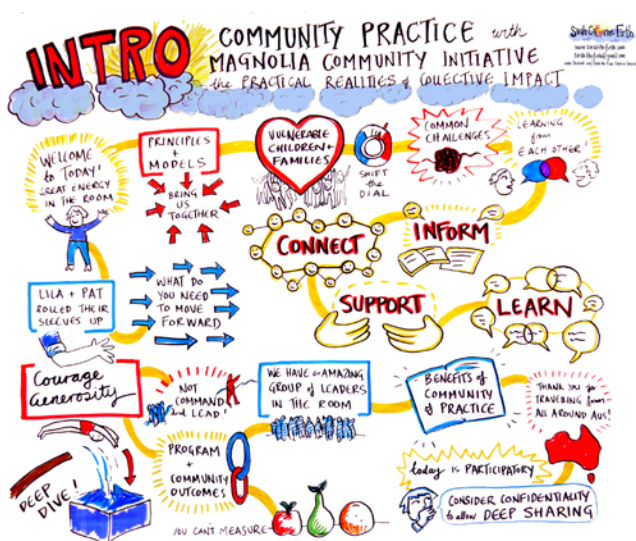 INTRO
COMMUNITY PRACTICE with
MAGNOLIA COMMUNITY INITIATIVE
the PRACTICAL REALITIES of COLLECTIVE IMPACT
WELCOME
to TODAY!
GREAT ENERGY
IN THE ROOM
PRINCIPLES
+
MODELS
BRING
US
TOGETHER
VULNERABLE
CHILDREN +
FAMILIES
SHIFT
the
DIAL
COMMON
CHALLENGES
LEARNING
from
EACH OTHER!
CONNECT
INFORM
SUPPORT
LEARN
LILA + PAT
ROLLED THEIR
SLEEVES UP
WHAT DO
YOU NEED
TO MOVE
FORWARD
Courage
Generosity
NOT
COMMAND
and LEAD!
WE HAVE an AMAZING
GROUP of LEADERS
IN THE ROOM
BENEFITS of
COMMUNITY
of PRACTICE
THANK YOU for
TRAVELLING from
ALL AROUND AUS!
DEEP
DIVE!
PROGRAM
+
COMMUNITY
OUTCOMES
YOU CAN'T MEASURE
today is PARTICIPATORY
CONSIDER CONFIDENTIALITY
to allow DEEP SHARING